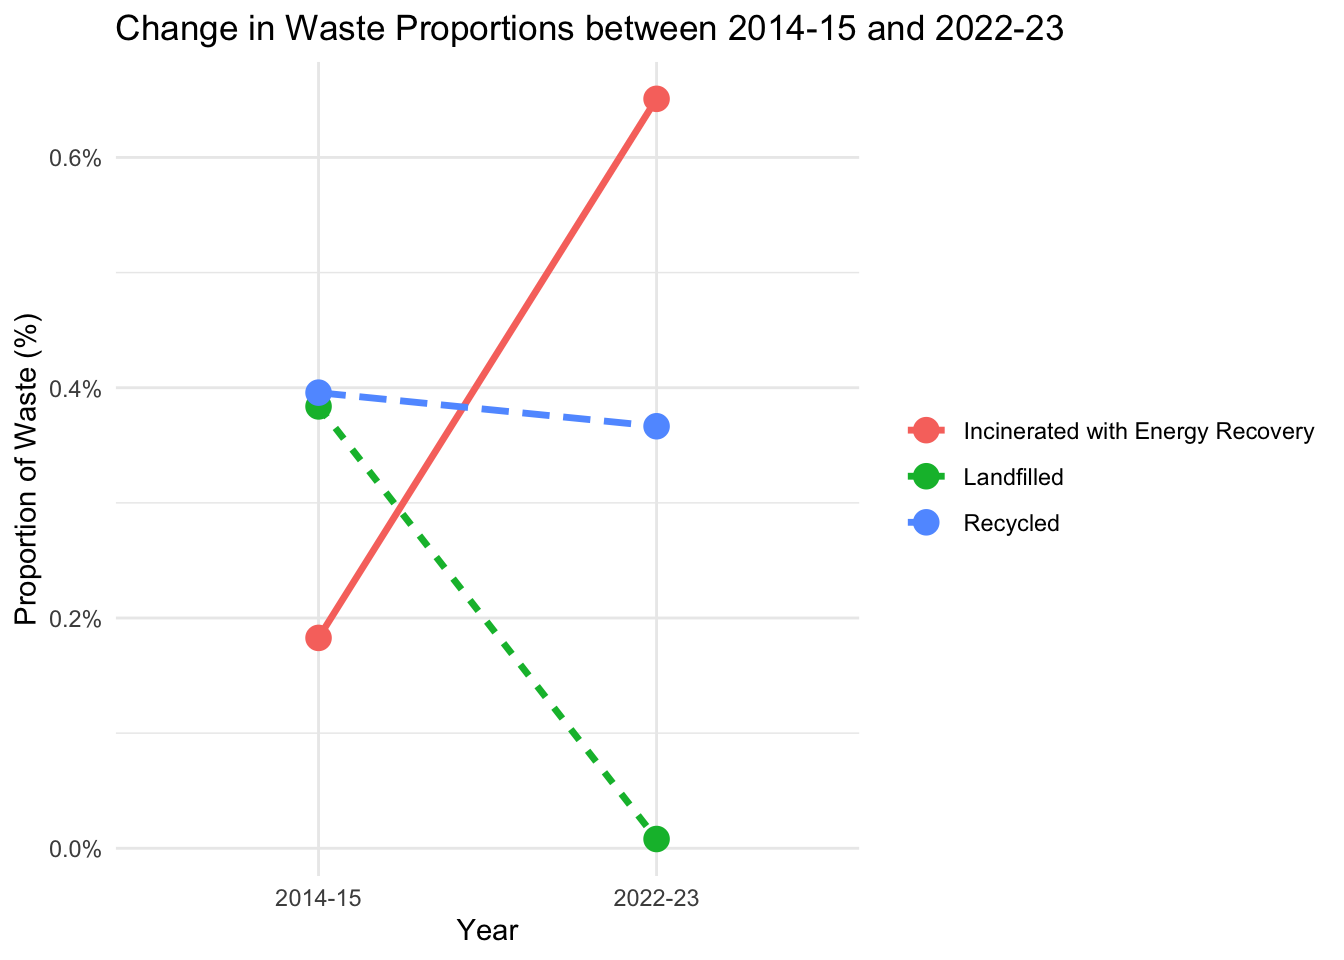 Change in Waste Proportions between 2014-15 and 2022-23
Proportion of Waste (%)
0.6%
0.4%
0.2%
0.0%
2014-15
2022-23
Year
Incinerated with Energy Recovery
Landfilled
Recycled